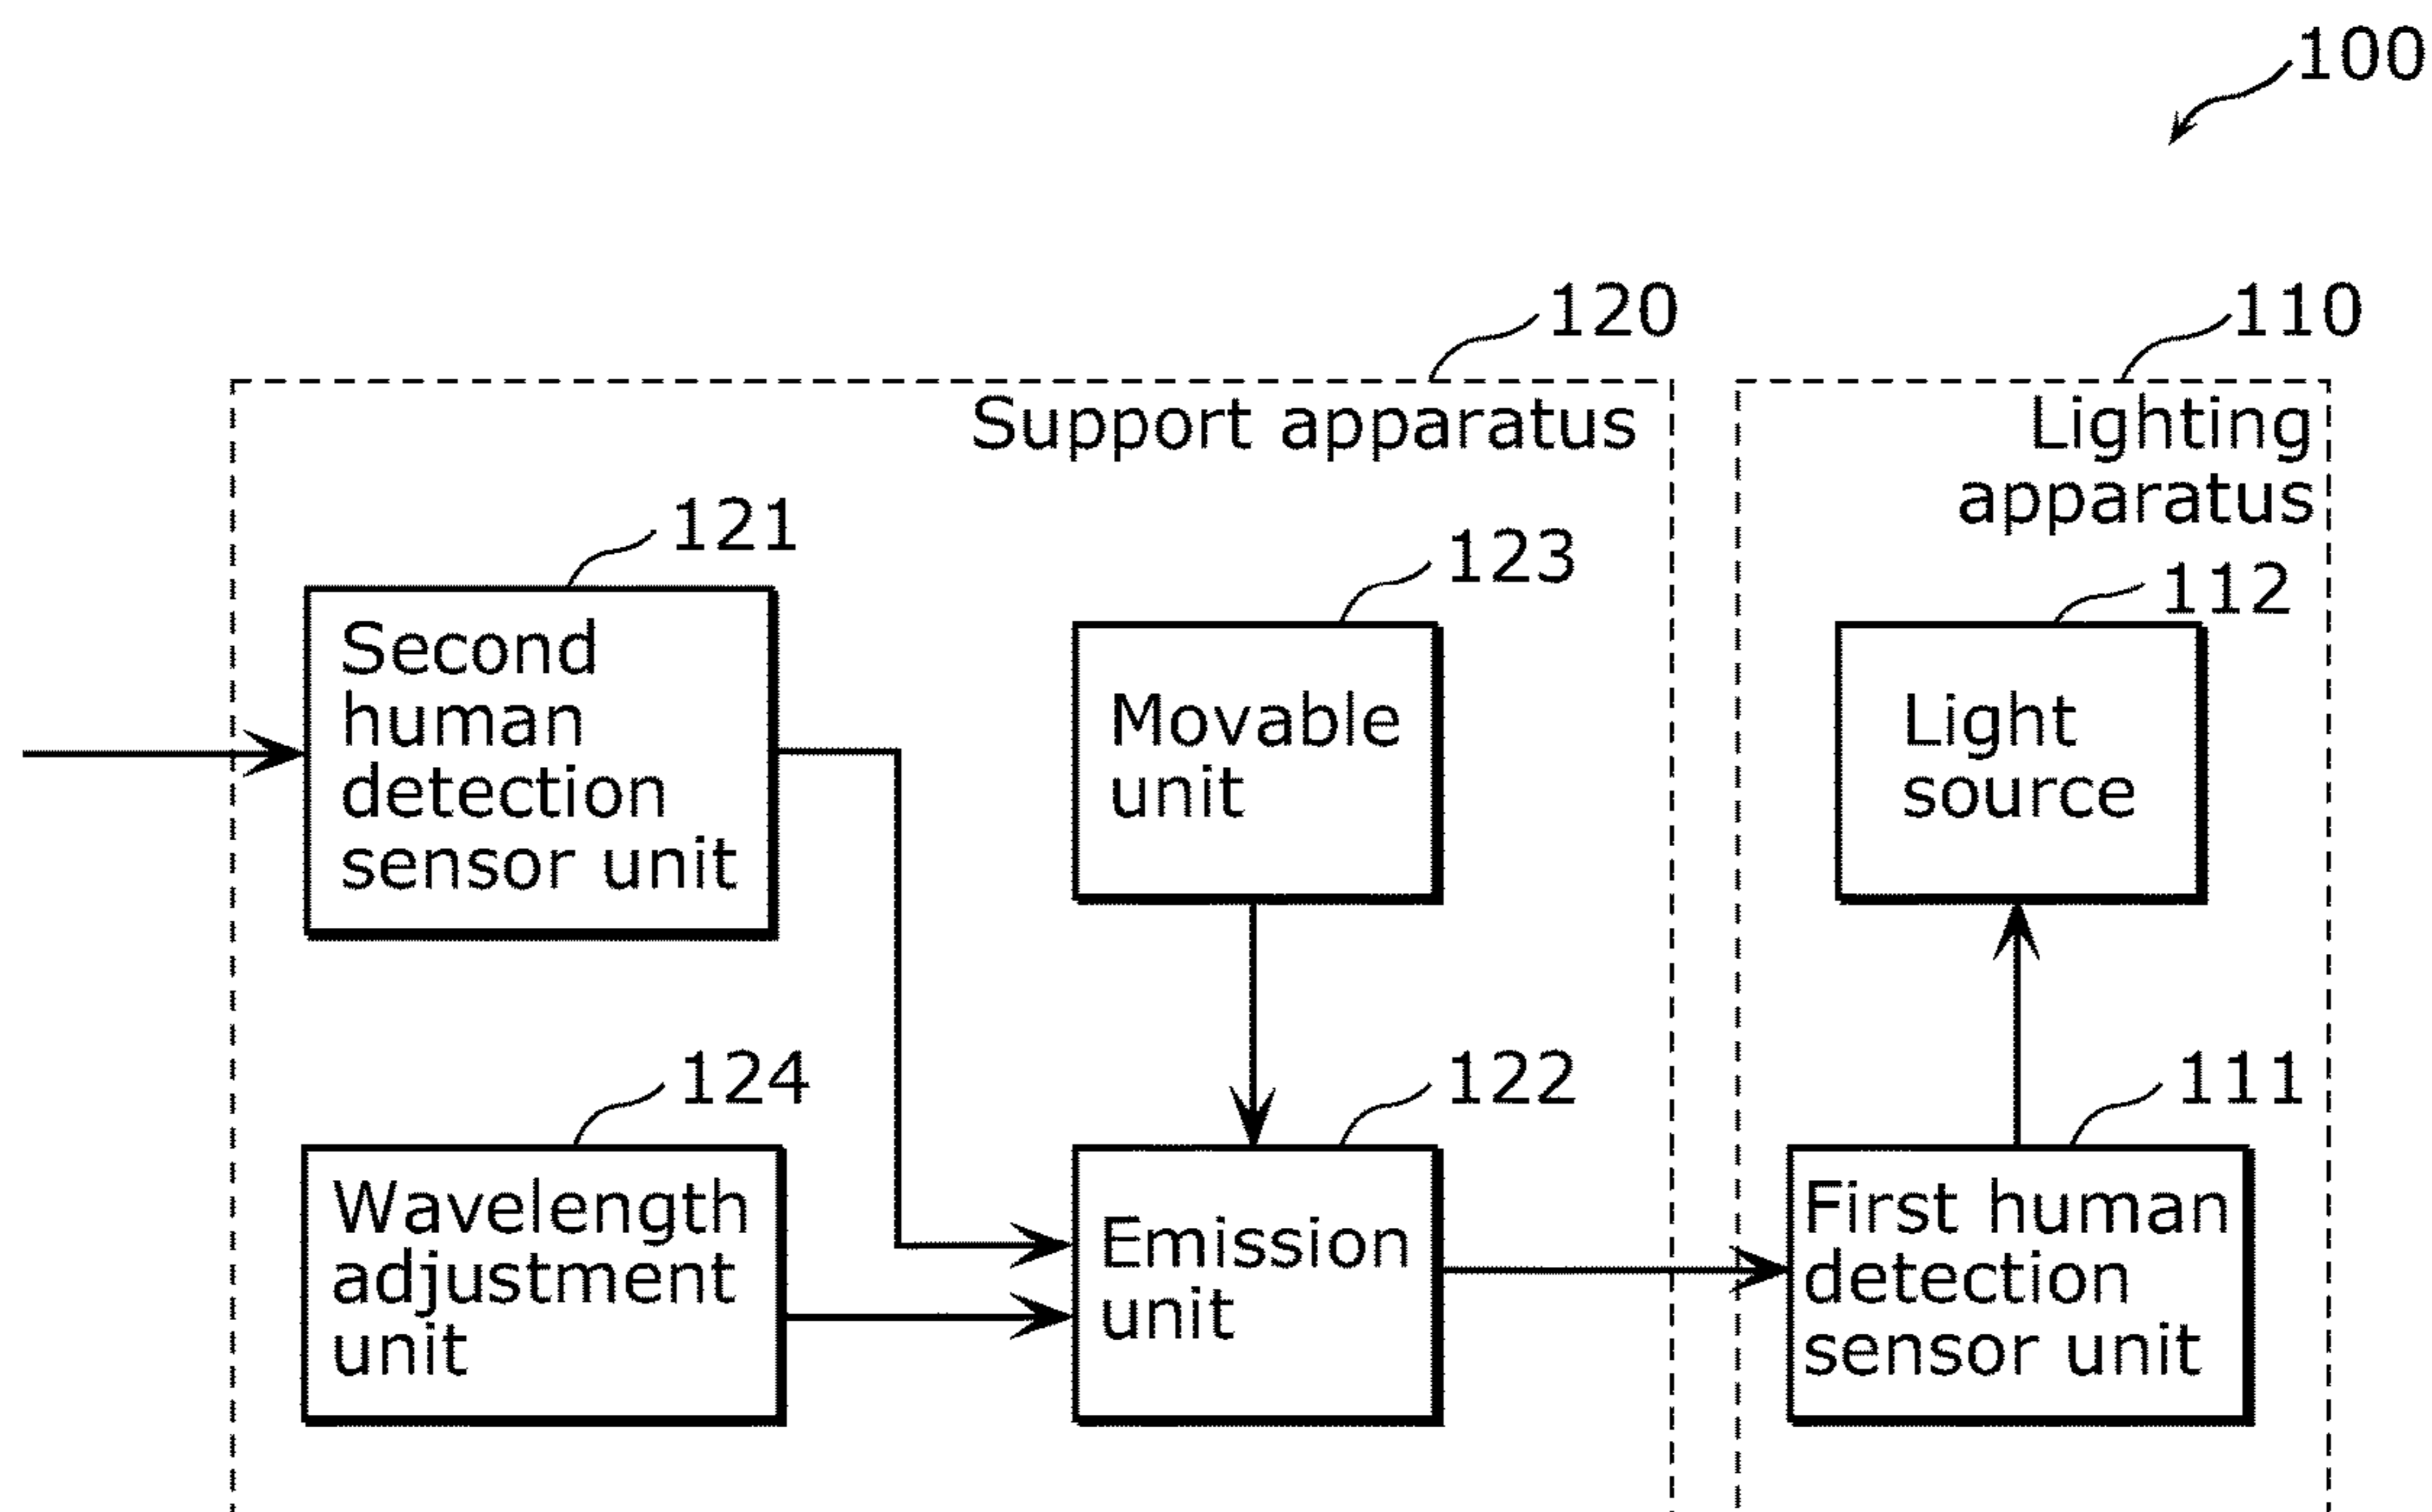 100
120
110
Support apparatus
Lighting
apparatus
121
Second
human
detection
sensor unit
123
Movable
unit
112
Light
source
124
Wavelength
adjustment
unit
122
Emission
unit
111
First human
detection
sensor unit